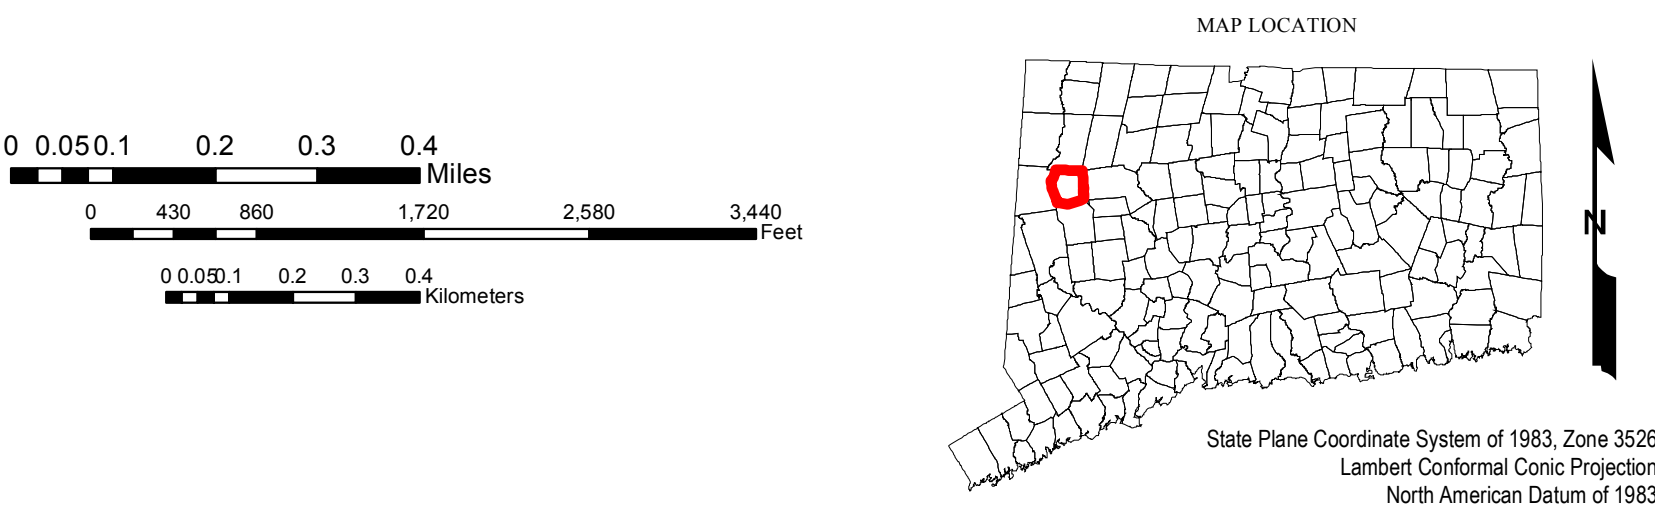 MAP LOCATION
0 0.05 0.1 0.2 0.3 0.4
Miles
0 430 860 1,720 2,580 3,440
Feet
0 0.05 0.1 0.2 0.3 0.4
Kilometers
N
State Plane Coordinate System of 1983, Zone 3526
Lambert Conformal Conic Projection
North American Datum of 1983